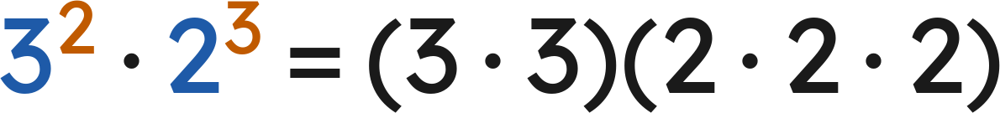 3² · 2³ = (3 · 3)(2 · 2 · 2)